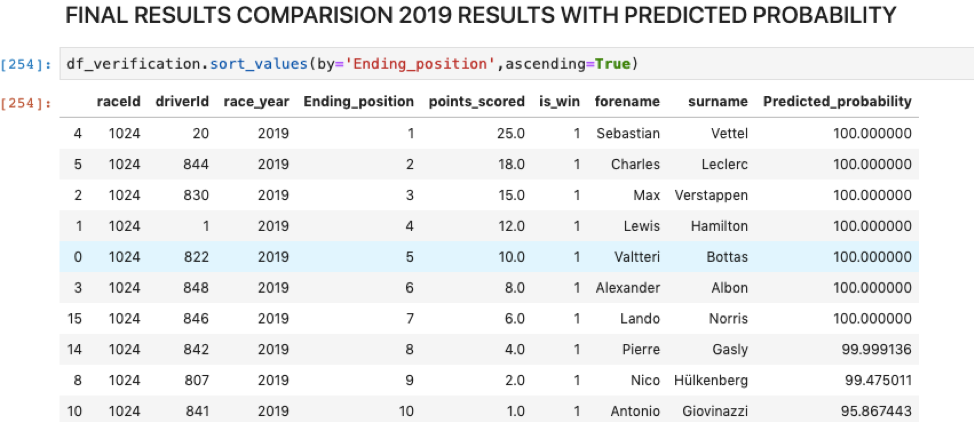 FINAL RESULTS COMPARISION 2019 RESULTS WITH PREDICTED PROBABILITY
[254]: df_verification.sort_values(by='Ending_position',ascending=True)
[254]: raceId driverId race_year Ending_position points_scored is_win forename surname Predicted_probability
4 1024 20 2019 1 25.0 1 Sebastian Vettel 100.000000
5 1024 844 2019 2 18.0 1 Charles Leclerc 100.000000
2 1024 830 2019 3 15.0 1 Max Verstappen 100.000000
1 1024 1 2019 4 12.0 1 Lewis Hamilton 100.000000
0 1024 822 2019 5 10.0 1 Valtteri Bottas 100.000000
3 1024 848 2019 6 8.0 1 Alexander Albon 100.000000
15 1024 846 2019 7 6.0 1 Lando Norris 100.000000
14 1024 842 2019 8 4.0 1 Pierre Gasly 99.999136
8 1024 807 2019 9 2.0 1 Nico Hülkenberg 99.475011
10 1024 841 2019 10 1.0 1 Antonio Giovinazzi 95.867443